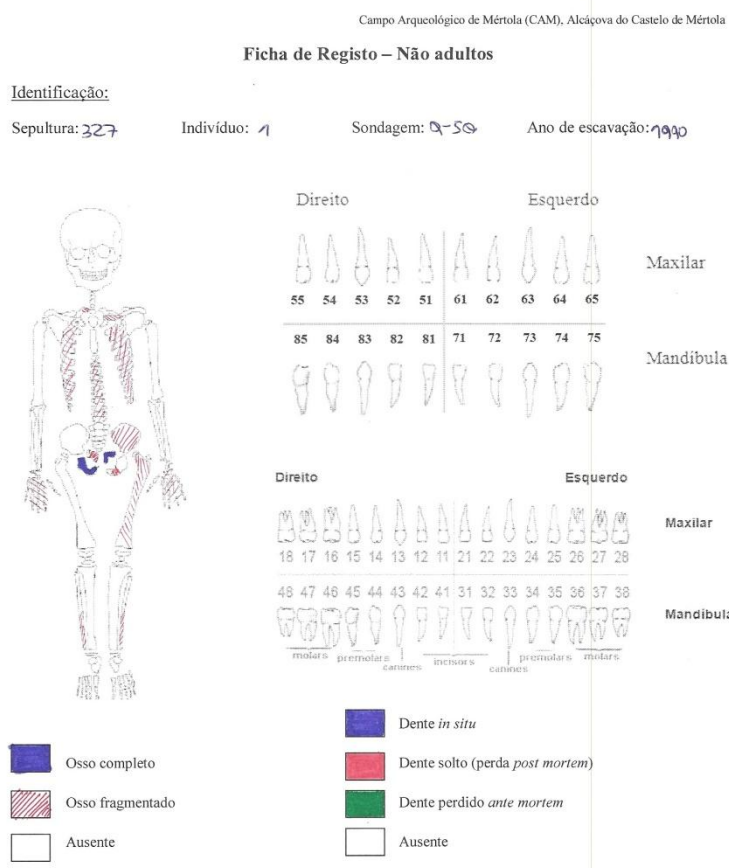 Campo Arqueológico de Mértola (CAM), Alcáçova do Castelo de Mértola
Ficha de Registo – Não adultos
Identificação:
Sepultura: 327 Indivíduo: 1 Sondagem: Q-5Q Ano de escavação: 1990
Direito Esquerdo
Maxilar
55 54 53 52 51 61 62 63 64 65
85 84 83 82 81 71 72 73 74 75
Mandíbula
Direito Esquerdo
Maxilar
18 17 16 15 14 13 12 11 21 22 23 24 25 26 27 28
48 47 46 45 44 43 42 41 31 32 33 34 35 36 37 38
Mandíbula
molars premolars canines incisors canines premolars molars
Dente in situ
Osso completo
Dente solto (perda post mortem)
Osso fragmentado
Dente perdido ante mortem
Ausente
Ausente